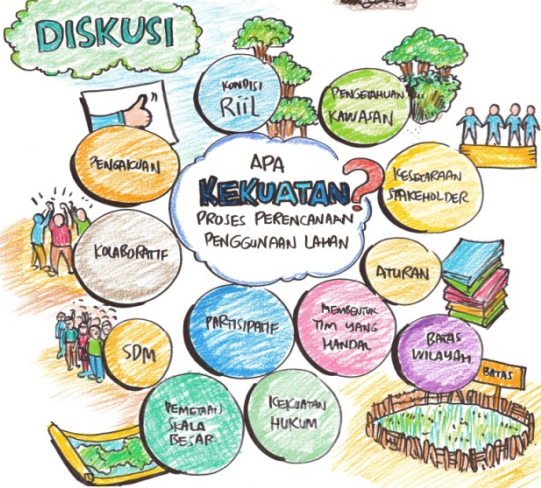 DISKUSI
KONDISI
RiiL
PENGETAHUAN
KAWASAN
PENGAKUAN
APA
KEKUATAN?
PROSES PERENCANAAN
PENGGUNAAN LAHAN
KESETARAAN
STAKEHOLDER
KOLABORATIF
ATURAN
PARTISIPATIF
MEMBENTUK
TIM YANG
HANDAL
BATAS
WILAYAH
SDM
BATAS
PEMETAAN
SKALA
BESAR
KEKUATAN
HUKUM